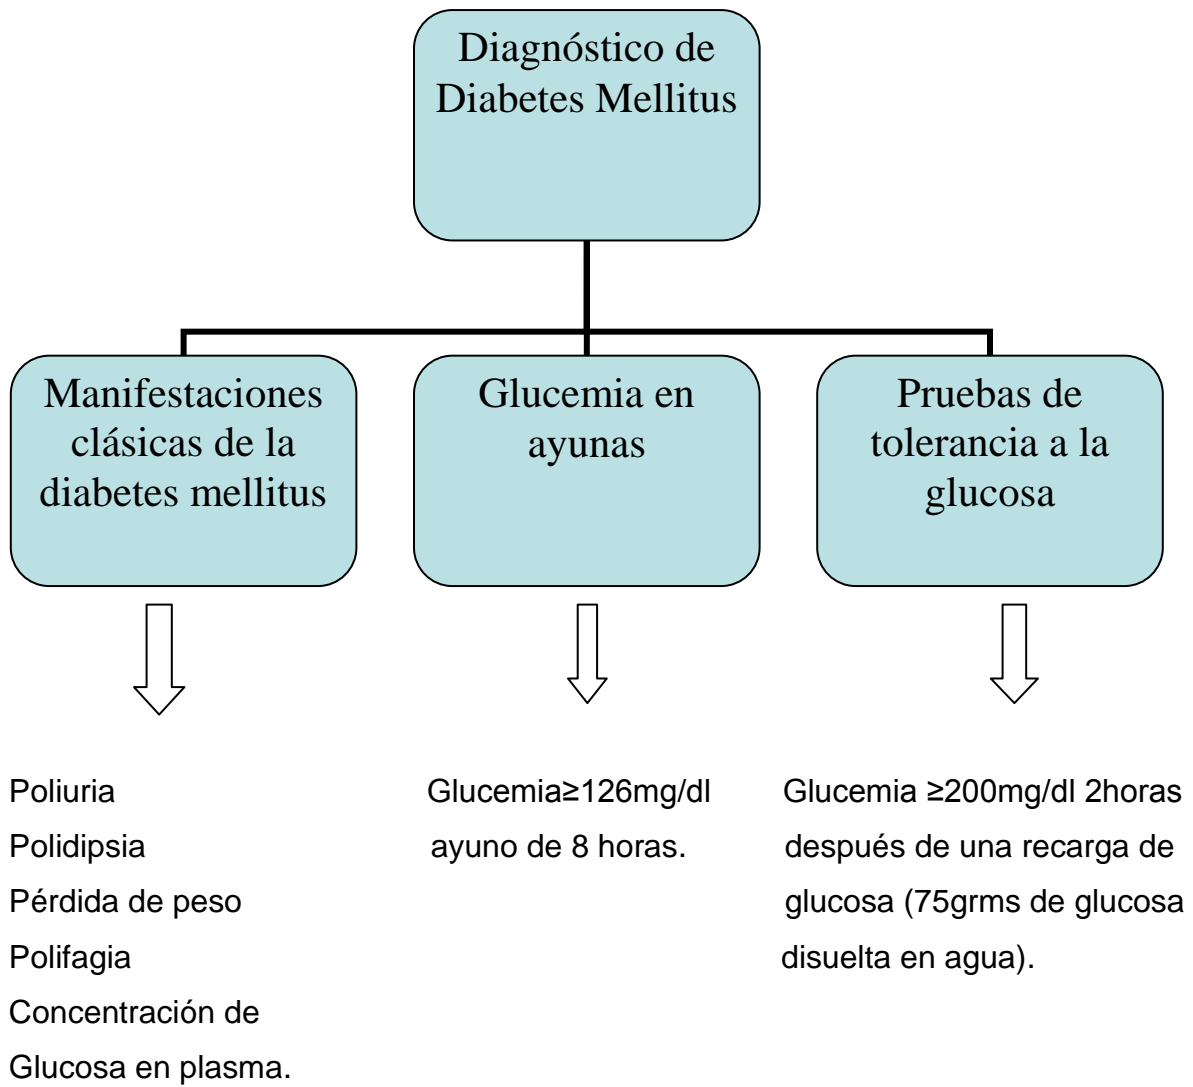 Diagnóstico de
Diabetes Mellitus
Manifestaciones
clásicas de la
diabetes mellitus
Glucemia en
ayunas
Pruebas de
tolerancia a la
glucosa
Poliuria
Polidipsia
Pérdida de peso
Polifagia
Concentración de
Glucosa en plasma.
Glucemia≥126mg/dl
ayuno de 8 horas.
Glucemia ≥200mg/dl 2horas
después de una recarga de
glucosa (75grms de glucosa
disuelta en agua).